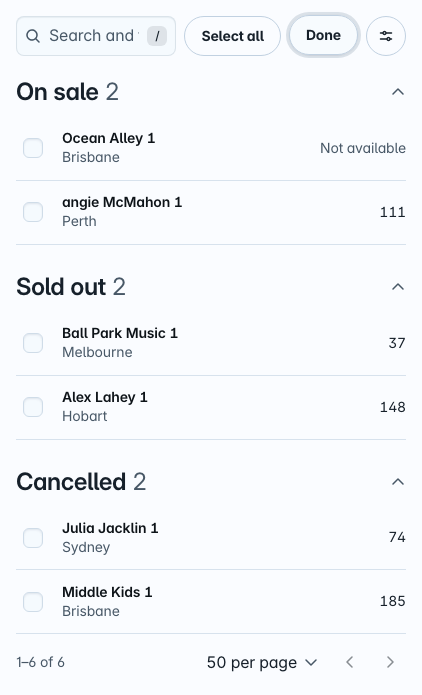 Search and
/
Select all
Done
On sale 2
Ocean Alley 1
Brisbane
Not available
angie McMahon 1
Perth
111
Sold out 2
Ball Park Music 1
Melbourne
37
Alex Lahey 1
Hobart
148
Cancelled 2
Julia Jacklin 1
Sydney
74
Middle Kids 1
Brisbane
185
1–6 of 6
50 per page